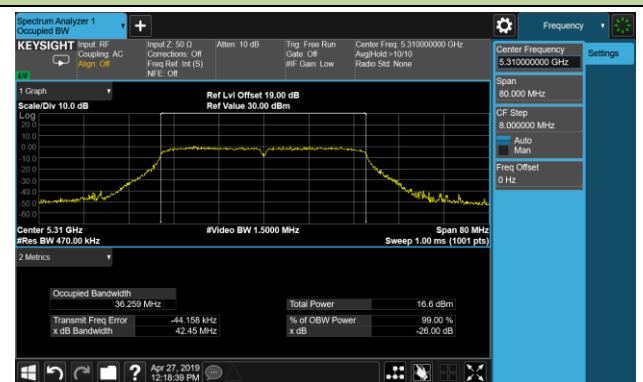 Spectrum Analyzer 1
Occupied BW
Frequency
KEYSIGHT
Input: RF
Coupling: AC
Align: Off
Input Z: 50 Ω
Corrections: Off
Freq Ref: Int (S)
NFE: Off
Atten: 10 dB
Trig: Free Run
Gate: Off
#IF Gain: Low
Center Freq: 5.310000000 GHz
Avg|Hold:>10/10
Radio Std: None
Center Frequency
5.310000000 GHz
Settings
Span
80.000 MHz
CF Step
8.000000 MHz
Auto
Man
Freq Offset
0 Hz
1 Graph
Scale/Div 10.0 dB
Ref Lvl Offset 19.00 dB
Ref Value 30.00 dBm
Log
20.0
10.0
0.00
-10.0
-20.0
-30.0
-40.0
-50.0
-60.0
Center 5.31 GHz
#Res BW 470.00 kHz
#Video BW 1.5000 MHz
Span 80 MHz
Sweep 1.00 ms (1001 pts)
2 Metrics
Occupied Bandwidth
36.259 MHz
Total Power 16.6 dBm
Transmit Freq Error -44.158 kHz
% of OBW Power 99.00 %
x dB Bandwidth 42.45 MHz
x dB -26.00 dB
Apr 27, 2019
12:18:39 PM